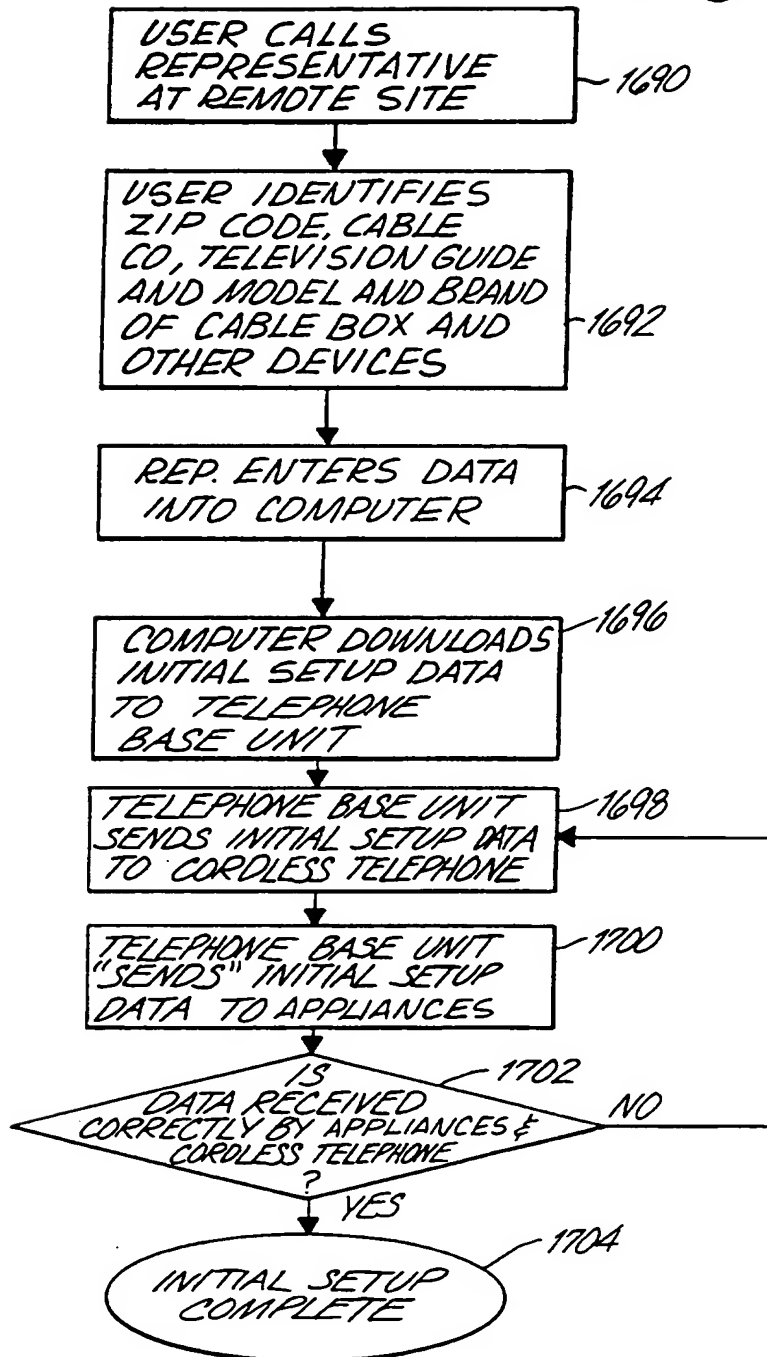 USER CALLS
REPRESENTATIVE
AT REMOTE SITE
1690
USER IDENTIFIES
ZIP CODE, CABLE
CO, TELEVISION GUIDE
AND MODEL AND BRAND
OF CABLE BOX AND
OTHER DEVICES
1692
REP. ENTERS DATA
INTO COMPUTER
1694
COMPUTER DOWNLOADS
INITIAL SETUP DATA
TO TELEPHONE
BASE UNIT
1696
TELEPHONE BASE UNIT
SENDS INITIAL SETUP DATA
TO CORDLESS TELEPHONE
1698
TELEPHONE BASE UNIT
"SENDS" INITIAL SETUP
DATA TO APPLIANCES
1700
IS
DATA RECEIVED
CORRECTLY BY APPLIANCES &
CORDLESS TELEPHONE
?
1702
NO
YES
INITIAL SETUP
COMPLETE
1704